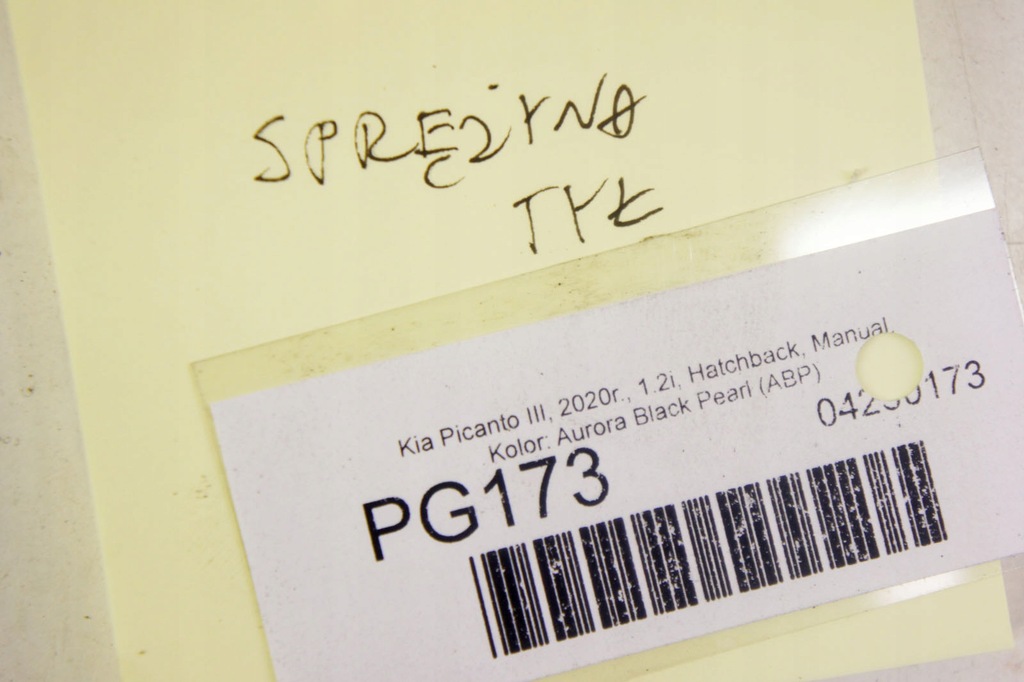 SPRĘŻYNA
TYŁ
Kia Picanto III, 2020r., 1.2i, Hatchback, Manual,
Kolor: Aurora Black Pearl (ABP)
PG173